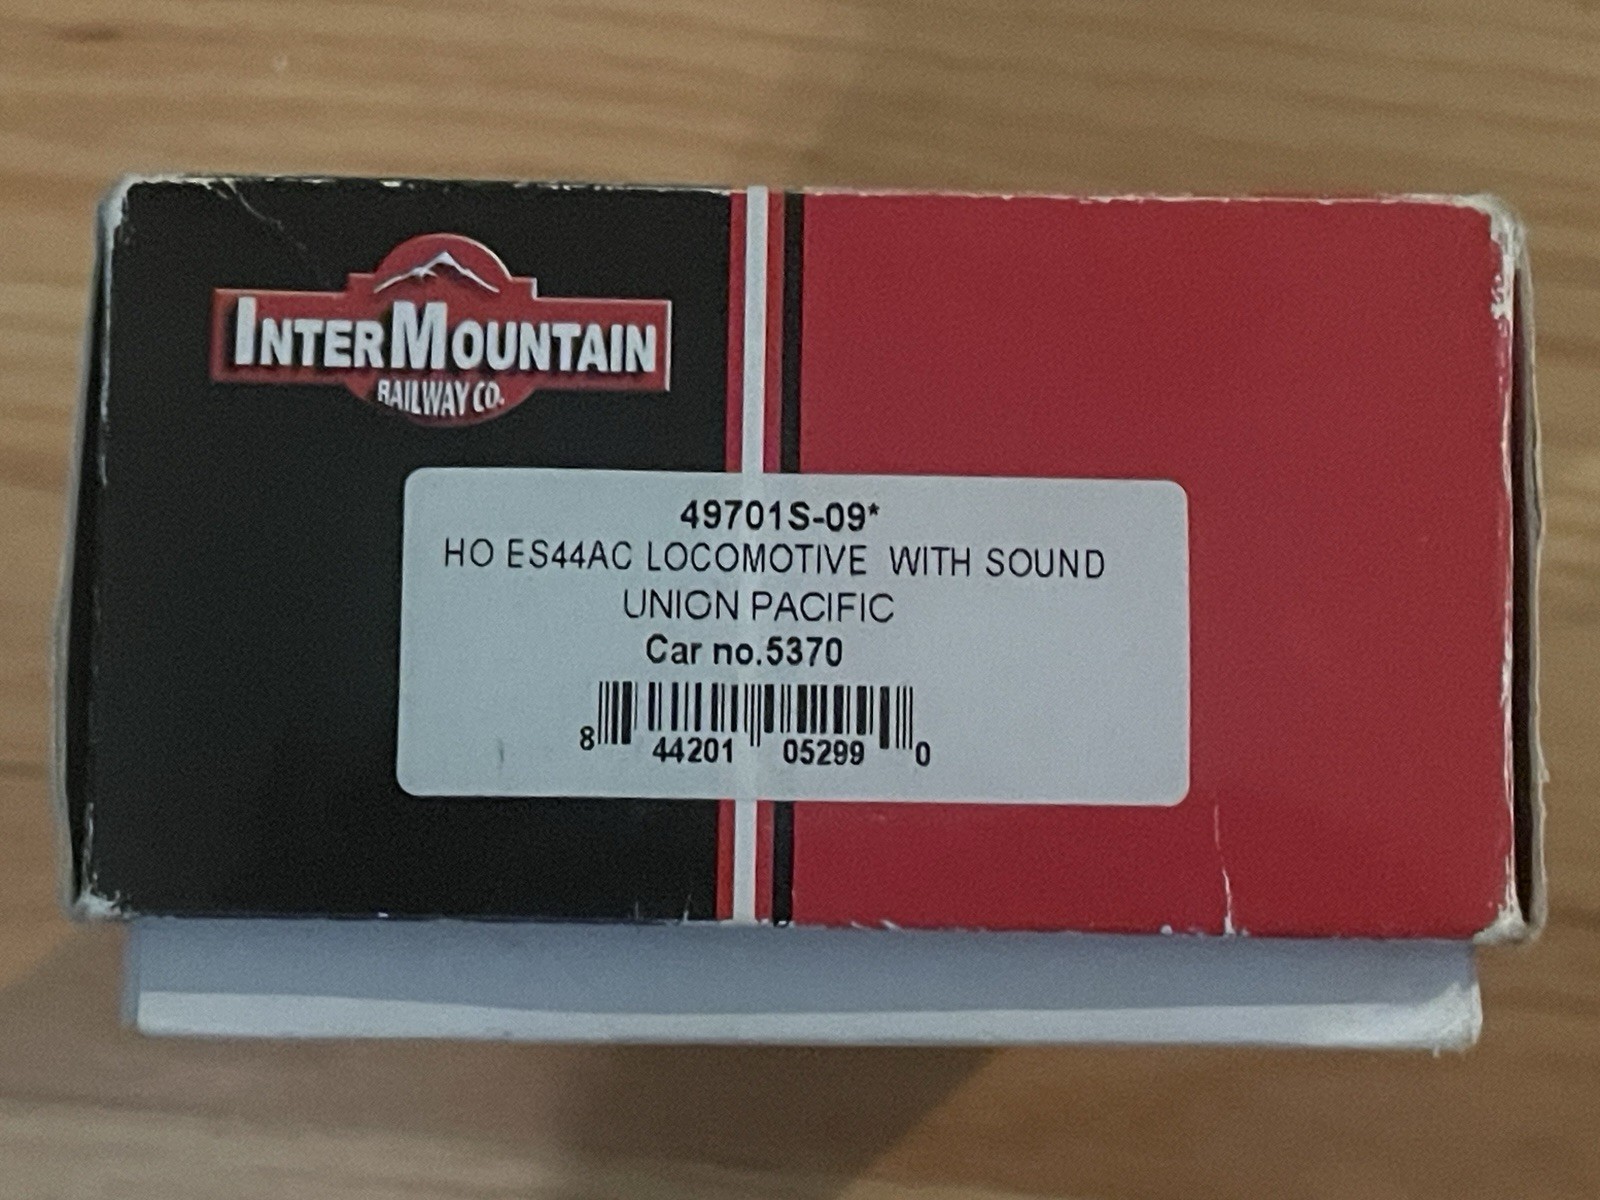 INTERMOUNTAIN
RAILWAY CO.
49701S-09*
HO ES44AC LOCOMOTIVE WITH SOUND
UNION PACIFIC
Car no.5370
8 44201 05299 0